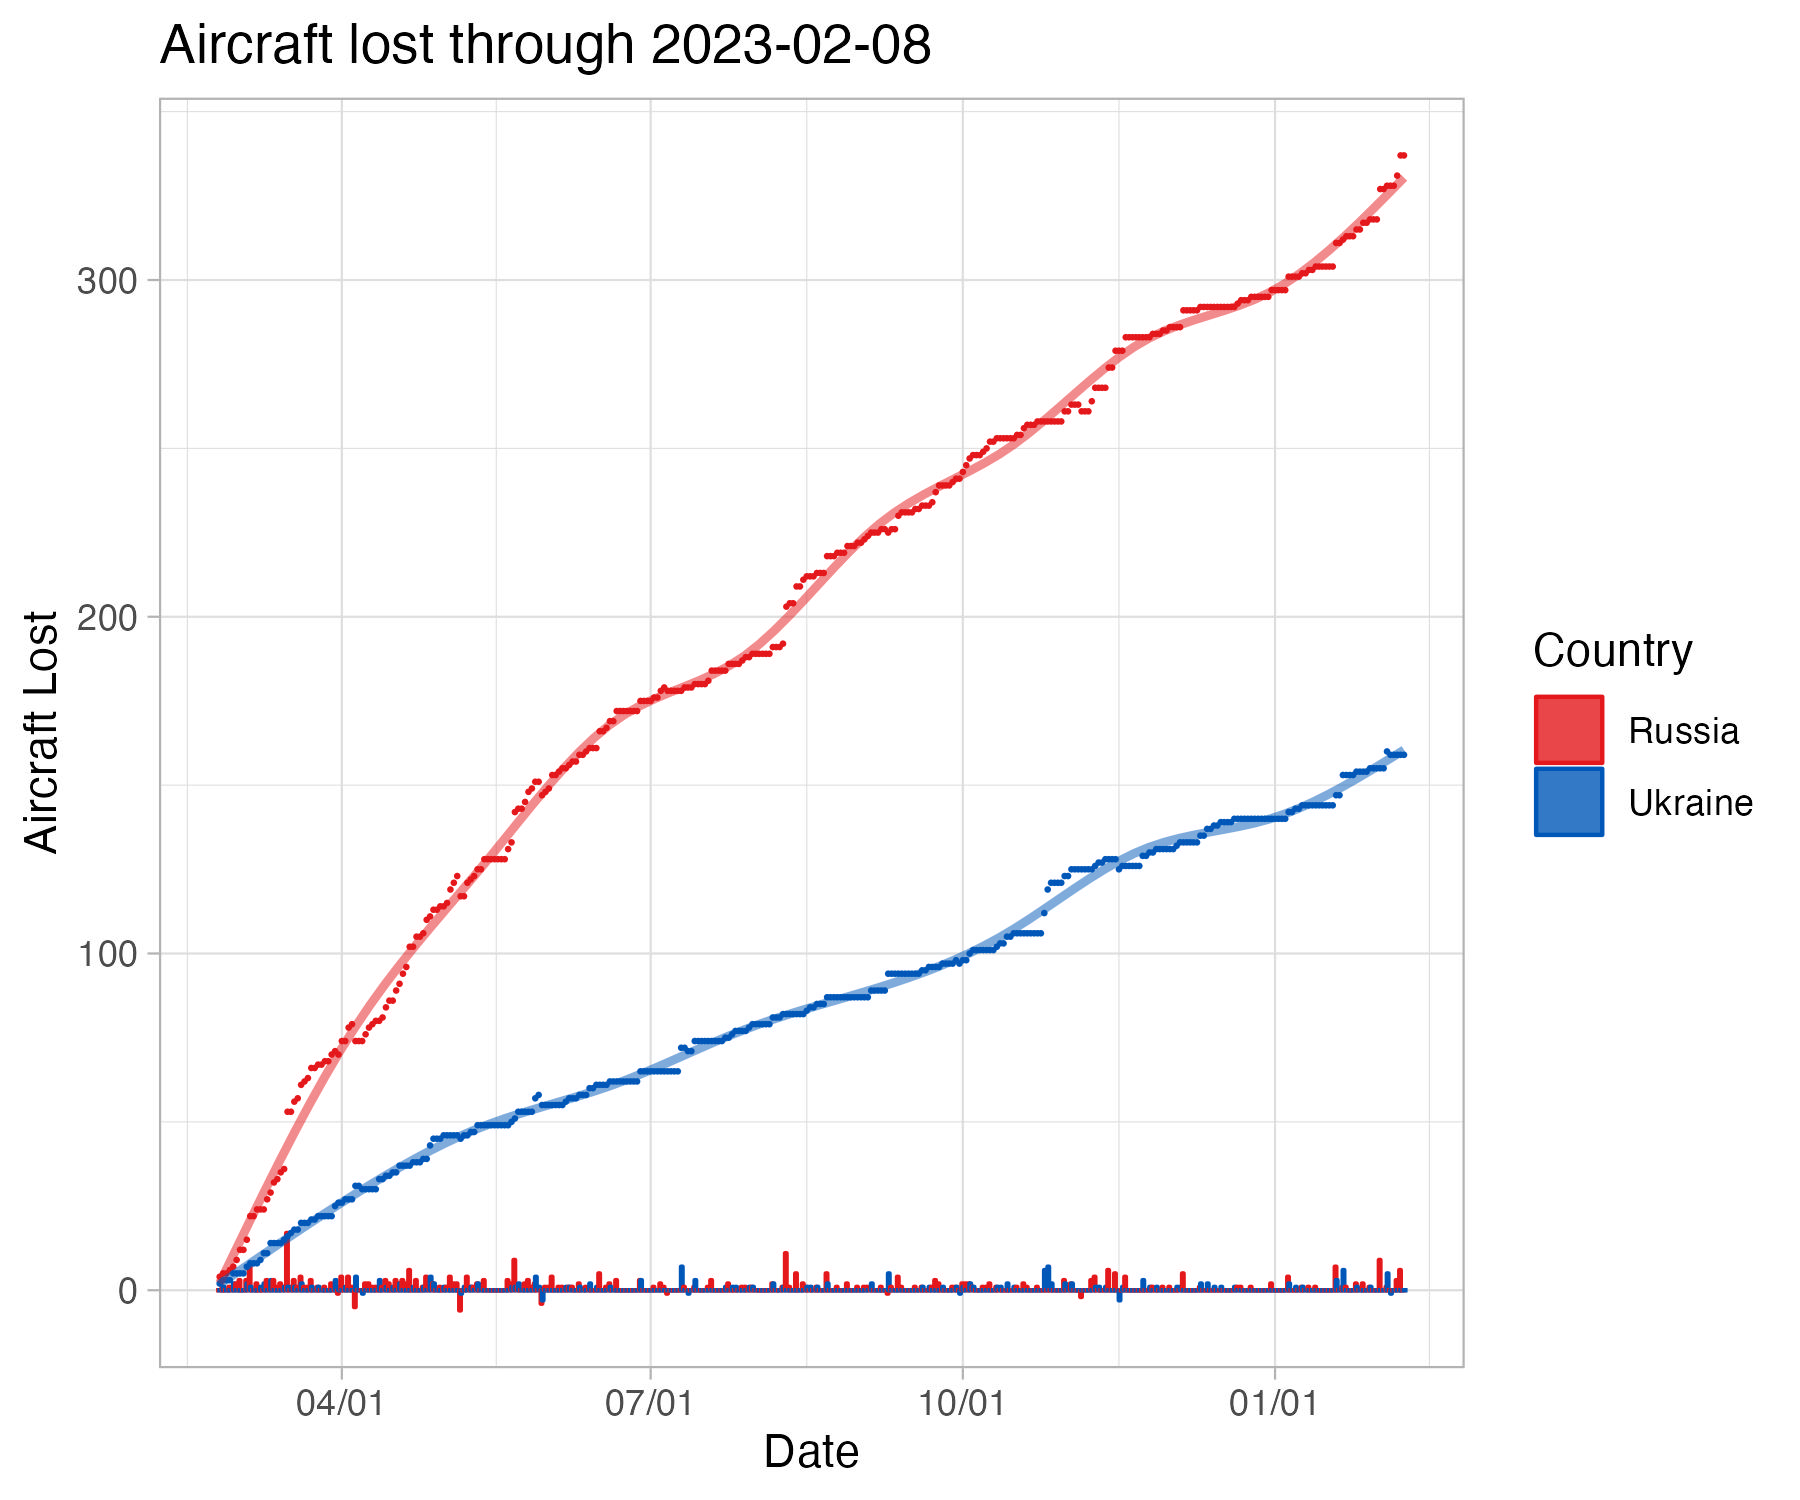 Aircraft lost through 2023-02-08
Aircraft Lost
300
200
100
0
04/01
07/01
10/01
01/01
Date
Country
Russia
Ukraine